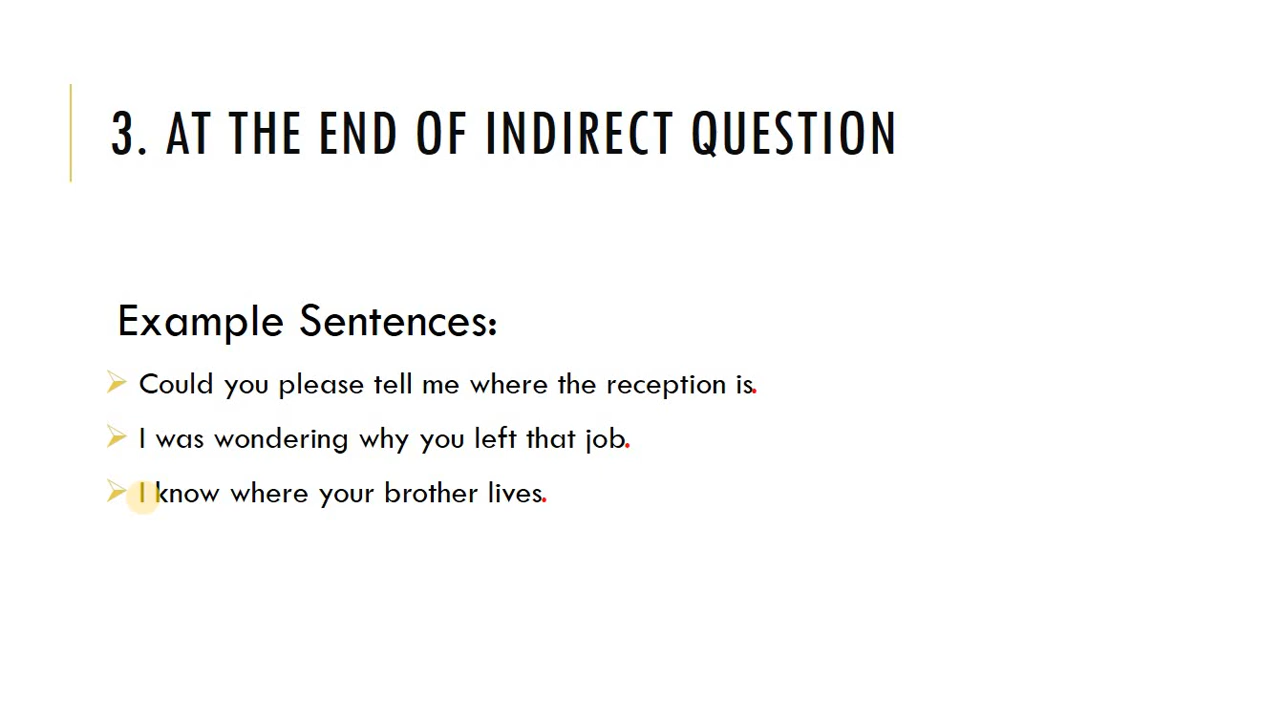 3. AT THE END OF INDIRECT QUESTION
Example Sentences:
Could you please tell me where the reception is.
I was wondering why you left that job.
I know where your brother lives.